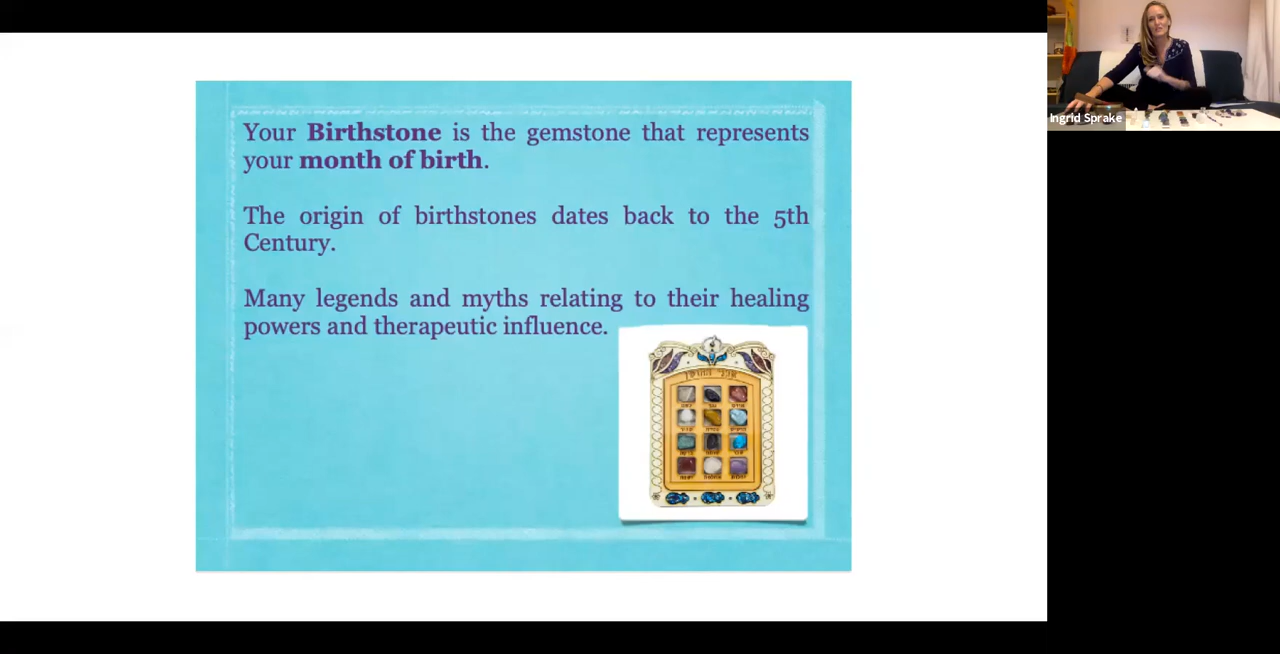 Your Birthstone is the gemstone that represents
your month of birth.
The origin of birthstones dates back to the 5th
Century.
Many legends and myths relating to their healing
powers and therapeutic influence.
Ingrid Sprake